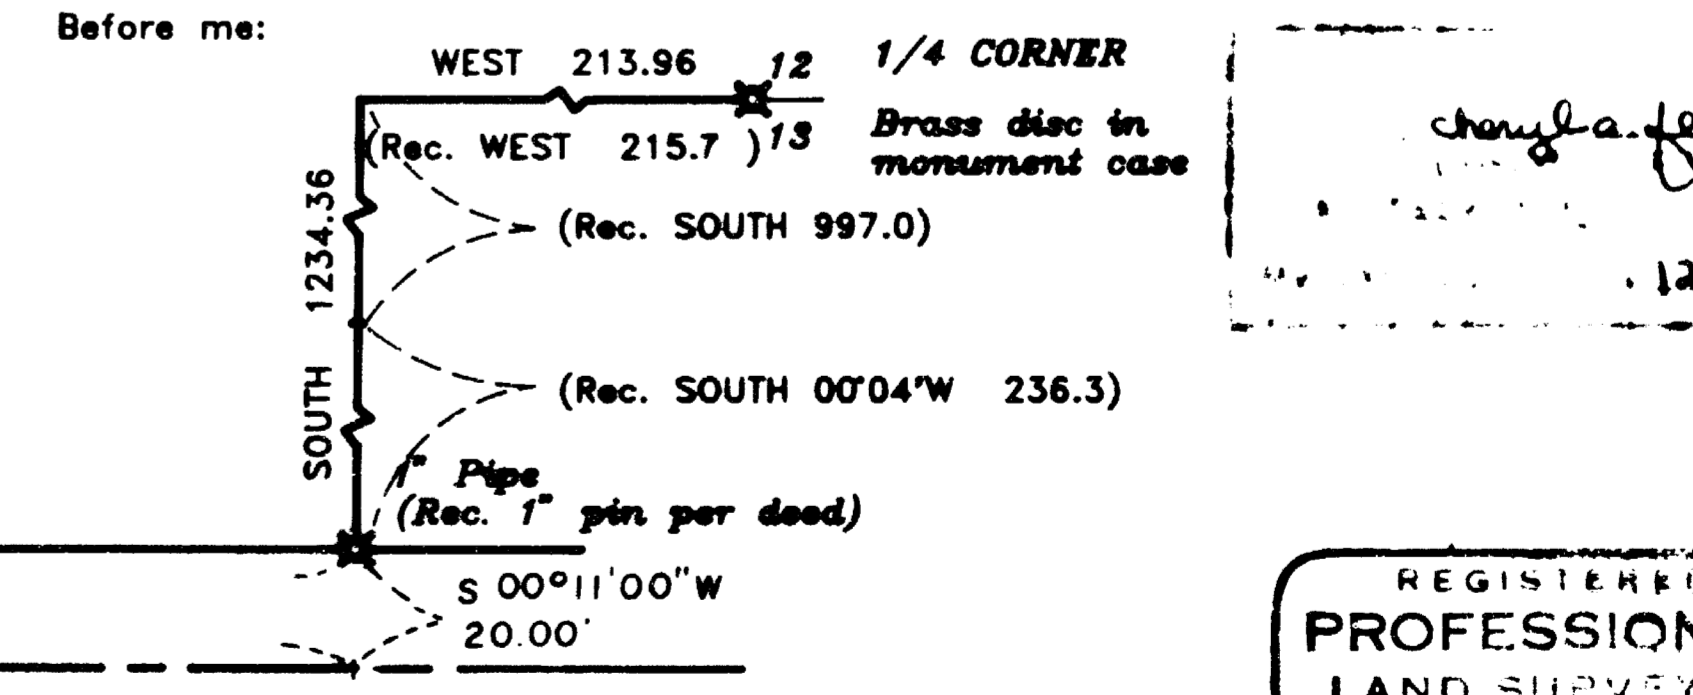 Before me:
WEST 213.96
12
1/4 CORNER
(Rec. WEST 215.7 )
13
Brass disc in
monument case
SOUTH 1234.36
(Rec. SOUTH 997.0)
(Rec. SOUTH 00°04'W 236.3)
1" Pipe
(Rec. 1" pin per deed)
S 00°11'00"W
20.00'
cheryl a.
12
REGISTERE
PROFESSION
LAND SURVEY